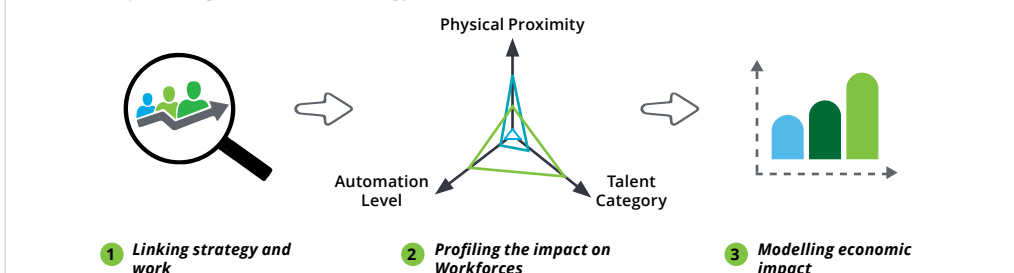 Physical Proximity
Automation
Level
Talent
Category
1 Linking strategy and
work
2 Profiling the impact on
Workforces
3 Modelling economic
impact